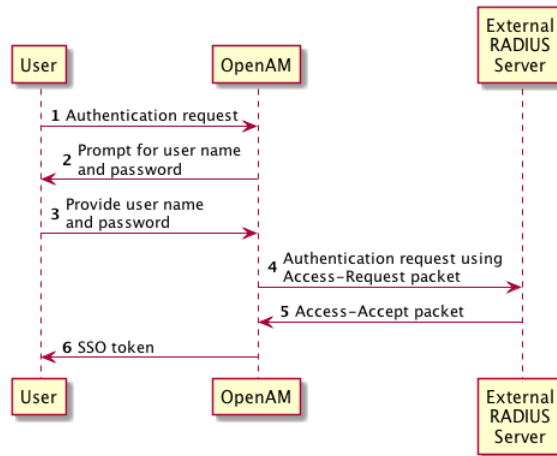 External
RADIUS
Server
User
OpenAM
1 Authentication request
2 Prompt for user name
and password
3 Provide user name
and password
4 Authentication request using
Access-Request packet
5 Access-Accept packet
6 SSO token
User
OpenAM
External
RADIUS
Server